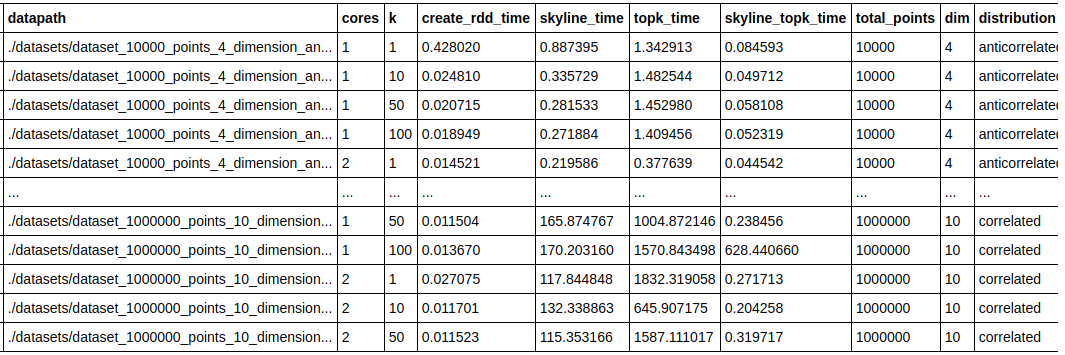 datapath cores k create_rdd_time skyline_time topk_time skyline_topk_time total_points dim distribution
./datasets/dataset_10000_points_4_dimension_an... 1 1 0.428020 0.887395 1.342913 0.084593 10000 4 anticorrelated
./datasets/dataset_10000_points_4_dimension_an... 1 10 0.024810 0.335729 1.482544 0.049712 10000 4 anticorrelated
./datasets/dataset_10000_points_4_dimension_an... 1 50 0.020715 0.281533 1.452980 0.058108 10000 4 anticorrelated
./datasets/dataset_10000_points_4_dimension_an... 1 100 0.018949 0.271884 1.409456 0.052319 10000 4 anticorrelated
./datasets/dataset_10000_points_4_dimension_an... 2 1 0.014521 0.219586 0.377639 0.044542 10000 4 anticorrelated
... ... ... ... ... ... ... ... ... ...
./datasets/dataset_1000000_points_10_dimension... 1 50 0.011504 165.874767 1004.872146 0.238456 1000000 10 correlated
./datasets/dataset_1000000_points_10_dimension... 1 100 0.013670 170.203160 1570.843498 628.440660 1000000 10 correlated
./datasets/dataset_1000000_points_10_dimension... 2 1 0.027075 117.844848 1832.319058 0.271713 1000000 10 correlated
./datasets/dataset_1000000_points_10_dimension... 2 10 0.011701 132.338863 645.907175 0.204258 1000000 10 correlated
./datasets/dataset_1000000_points_10_dimension... 2 50 0.011523 115.353166 1587.111017 0.319717 1000000 10 correlated